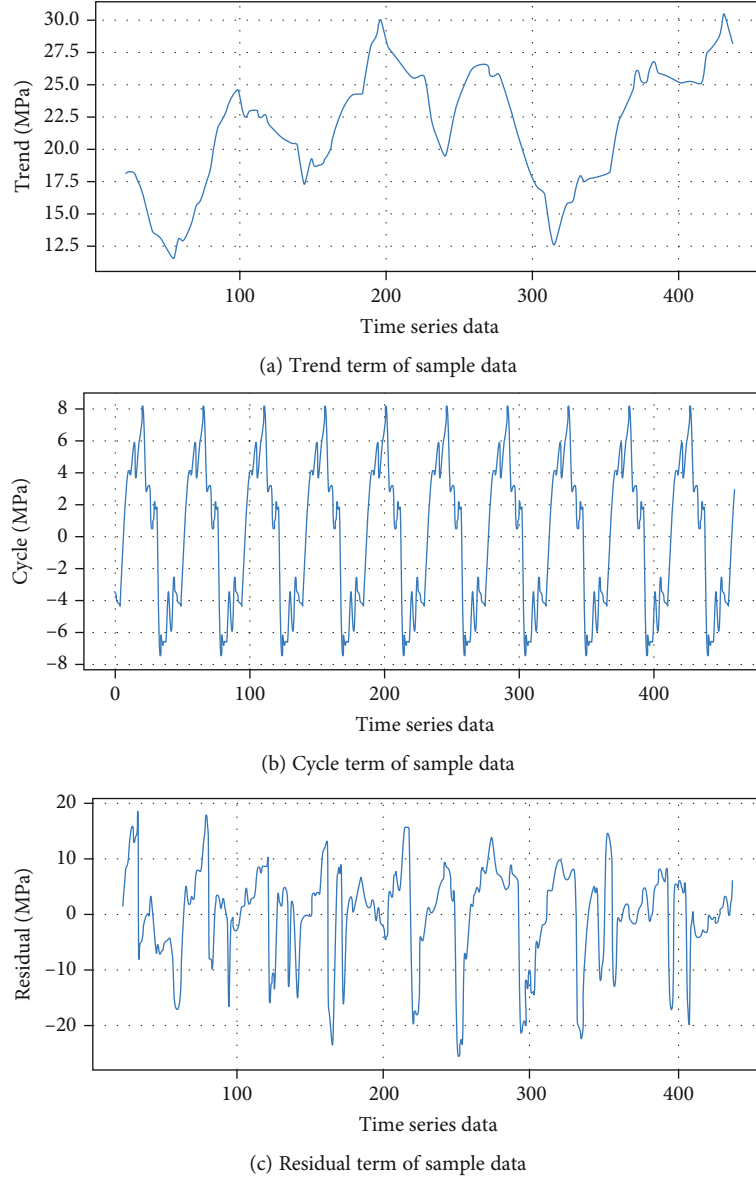 30.0
27.5
25.0
22.5
20.0
17.5
15.0
12.5
Trend (MPa)
100 200 300 400
Time series data
(a) Trend term of sample data
8
6
4
2
0
−2
−4
−6
−8
Cycle (MPa)
0 100 200 300 400
Time series data
(b) Cycle term of sample data
20
10
0
−10
−20
Residual (MPa)
100 200 300 400
Time series data
(c) Residual term of sample data